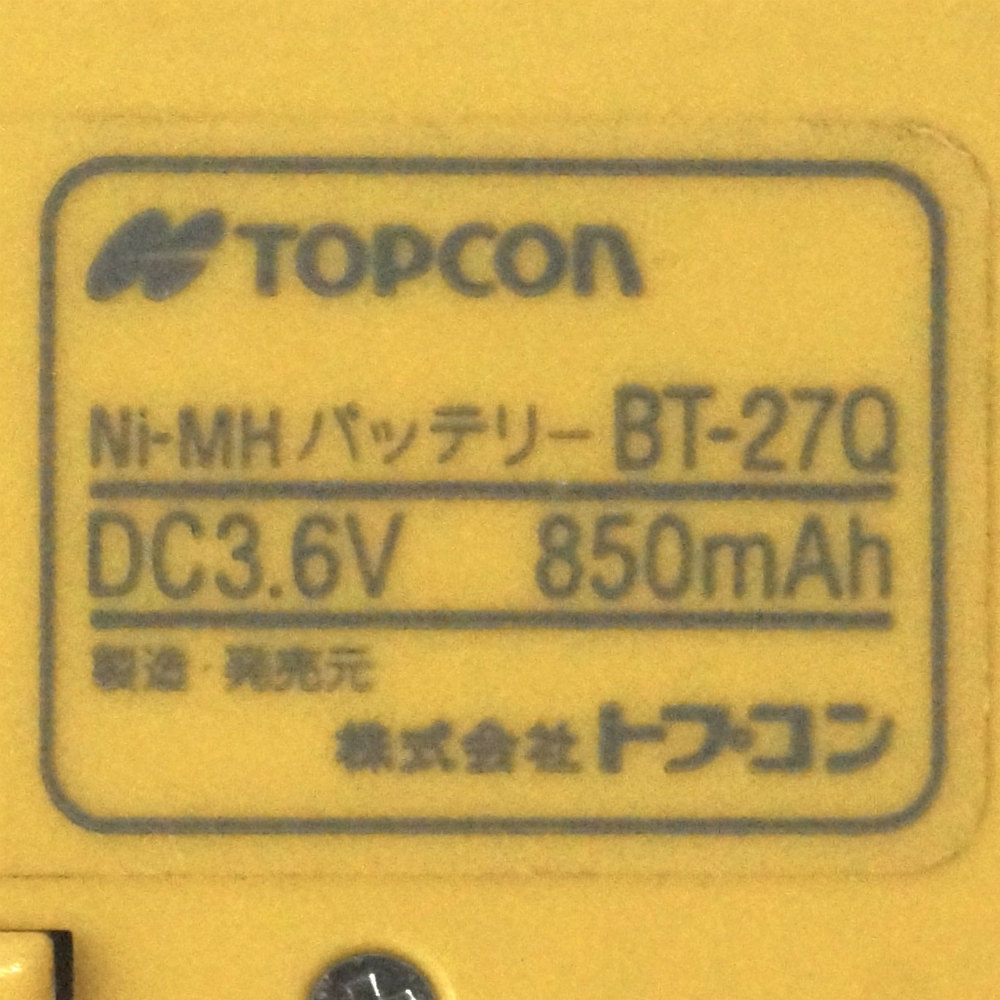 TOPCON
Ni-MH バッテリー BT-27Q
DC3.6V 850mAh
製造・発売元
株式会社トプコン